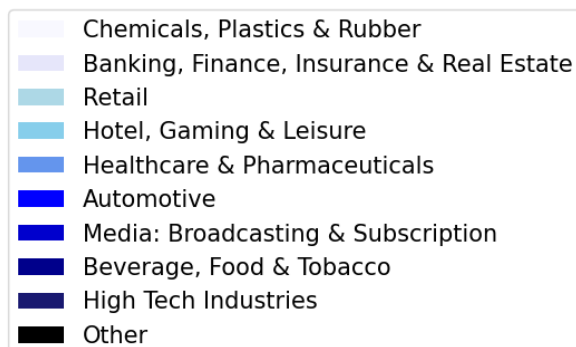 Chemicals, Plastics & Rubber
Banking, Finance, Insurance & Real Estate
Retail
Hotel, Gaming & Leisure
Healthcare & Pharmaceuticals
Automotive
Media: Broadcasting & Subscription
Beverage, Food & Tobacco
High Tech Industries
Other